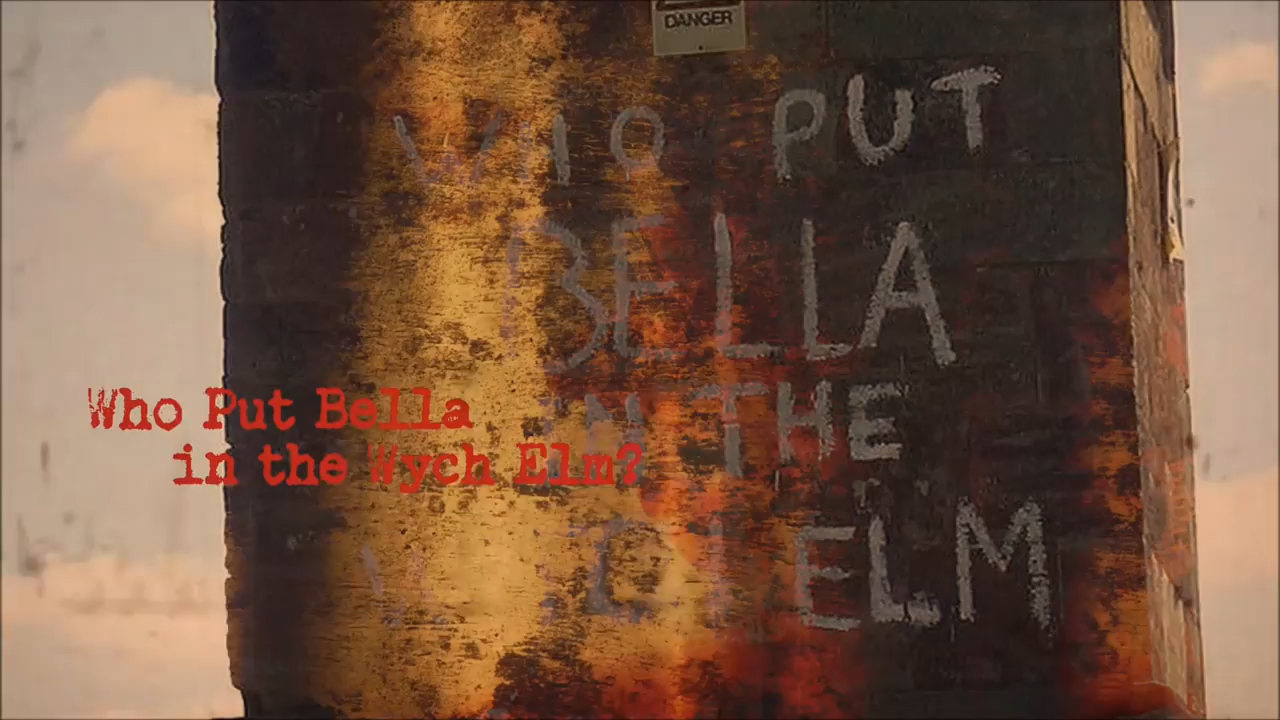 DANGER
WHO PUT
BELLA
IN THE
ELM
Who Put Bella
in the Wych Elm?